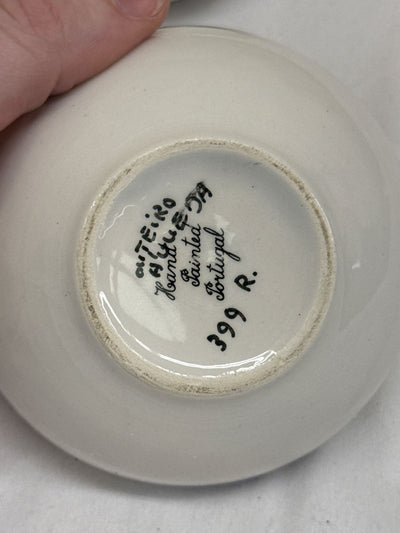 OUTEIRO
AGUEDA
Hand
Painted
Portugal
399 R.